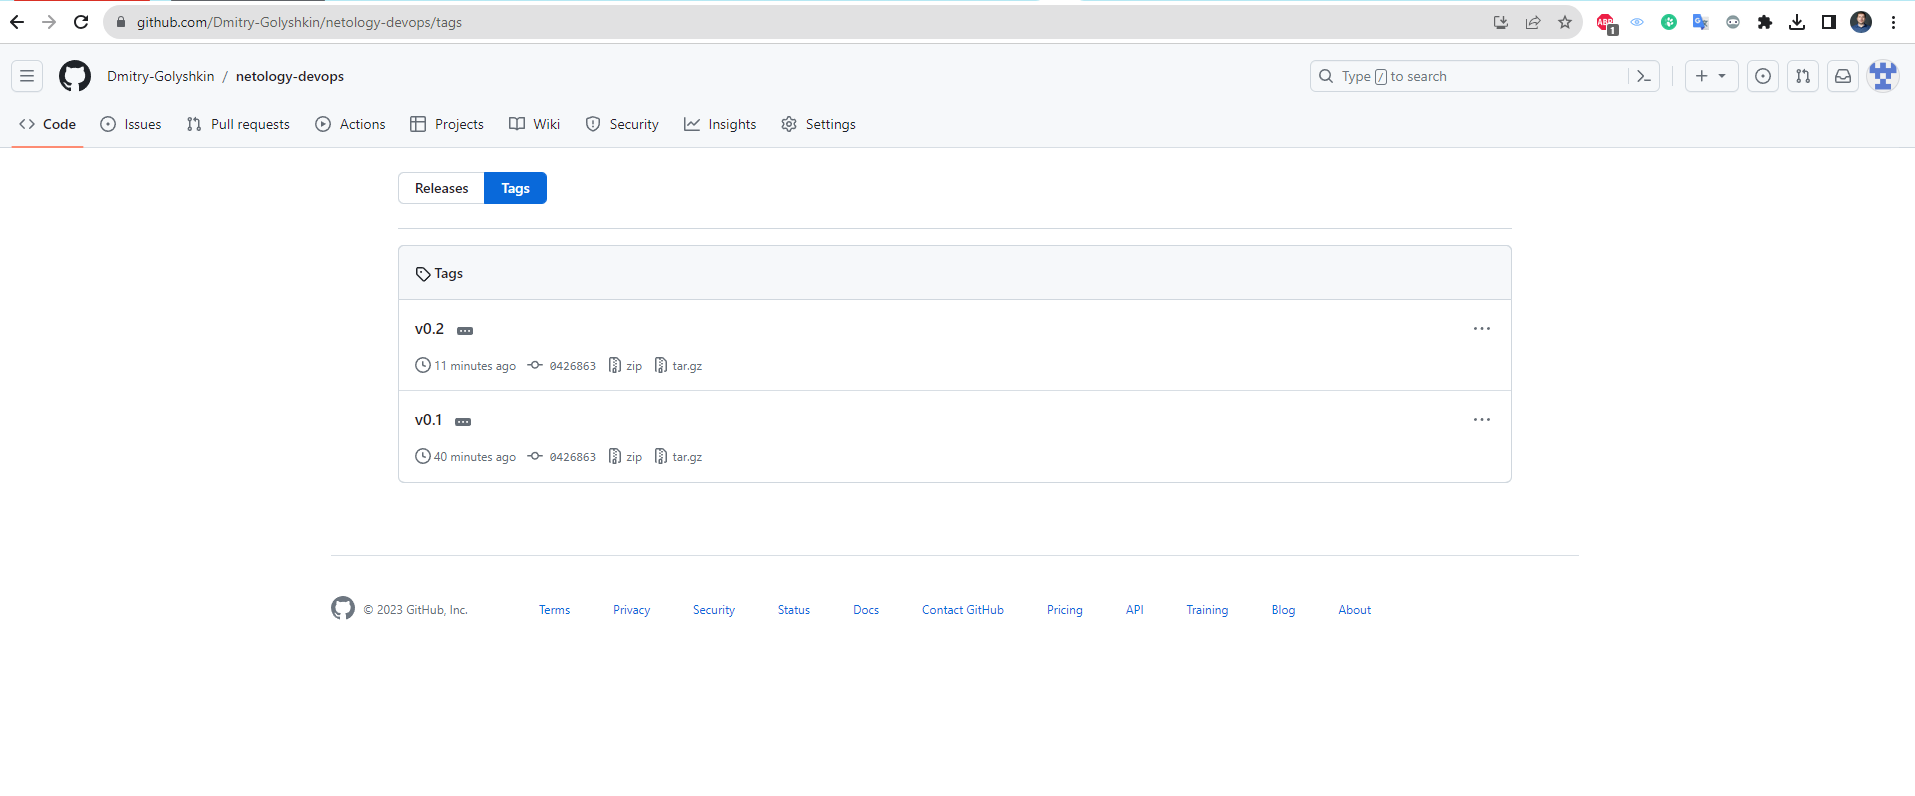 github.com/Dmitry-Golyshkin/netology-devops/tags
ABP 1
Dmitry-Golyshkin / netology-devops
Type / to search
Code Issues Pull requests Actions Projects Wiki Security Insights Settings
Releases Tags
Tags
v0.2
11 minutes ago 0426863 zip tar.gz
v0.1
40 minutes ago 0426863 zip tar.gz
© 2023 GitHub, Inc. Terms Privacy Security Status Docs Contact GitHub Pricing API Training Blog About